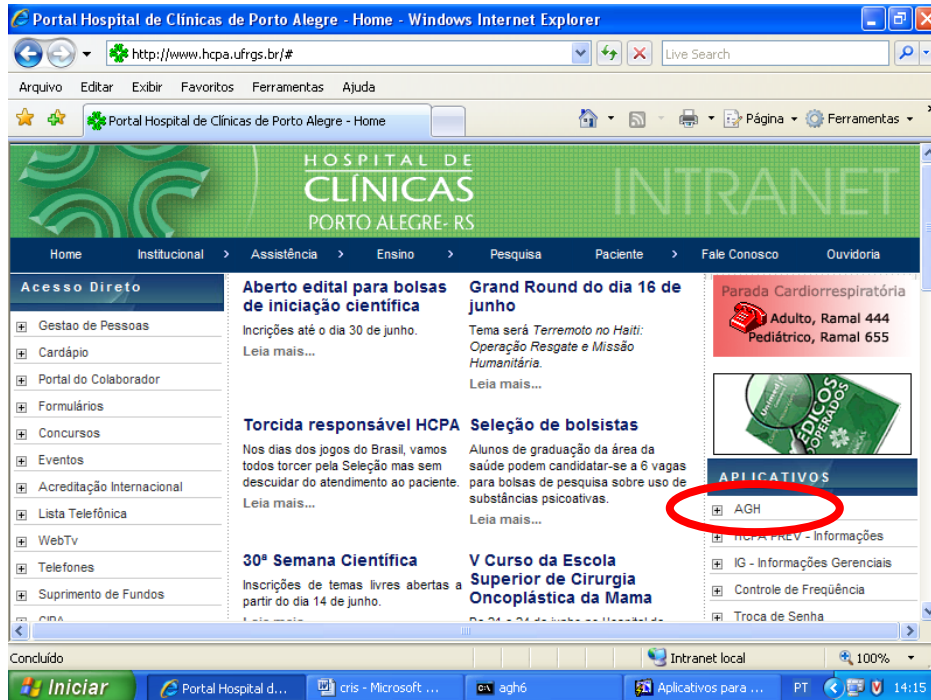 Portal Hospital de Clínicas de Porto Alegre - Home - Windows Internet Explorer
http://www.hcpa.ufrgs.br/#
Live Search
Arquivo Editar Exibir Favoritos Ferramentas Ajuda
Portal Hospital de Clínicas de Porto Alegre - Home
Página
Ferramentas
HOSPITAL DE
CLÍNICAS
PORTO ALEGRE- RS
INTRANET
Home Institucional > Assistência > Ensino > Pesquisa Paciente > Fale Conosco Ouvidoria
Acesso Direto
Gestao de Pessoas
Cardápio
Portal do Colaborador
Formulários
Concursos
Eventos
Acreditação Internacional
Lista Telefônica
WebTv
Telefones
Suprimento de Fundos
CIPA
Aberto edital para bolsas
de iniciação científica
Incrições até o dia 30 de junho.
Leia mais...
Torcida responsável HCPA
Nos dias dos jogos do Brasil, vamos
todos torcer pela Seleção mas sem
descuidar do atendimento ao paciente.
Leia mais...
30ª Semana Científica
Inscrições de temas livres abertas a
partir do dia 14 de junho.
Leia mais...
Grand Round do dia 16 de
junho
Tema será Terremoto no Haiti:
Operação Resgate e Missão
Humanitária.
Leia mais...
Seleção de bolsistas
Alunos de graduação da área da
saúde podem candidatar-se a 6 vagas
para bolsas de pesquisa sobre uso de
substâncias psicoativas.
Leia mais...
V Curso da Escola
Superior de Cirurgia
Oncoplástica da Mama
Parada Cardiorrespiratória
Adulto, Ramal 444
Pediátrico, Ramal 655
Unimed
APLICATIVOS
AGH
HCPA PREV - Informações
IG - Informações Gerenciais
Controle de Freqüência
Troca de Senha
Concluído
Intranet local
100%
Iniciar
Portal Hospital d...
cris - Microsoft ...
agh6
Aplicativos para ...
PT
14:15